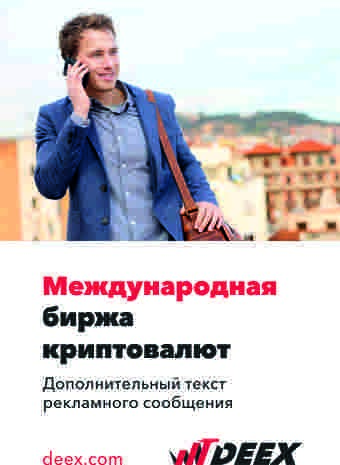 Международная
биржа
криптовалют
Дополнительный текст
рекламного сообщения
deex.com
DEEX